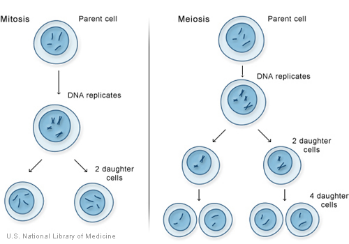 Mitosis
Parent cell
DNA replicates
2 daughter
cells
Meiosis
Parent cell
DNA replicates
2 daughter
cells
4 daughter
cells
U.S. National Library of Medicine